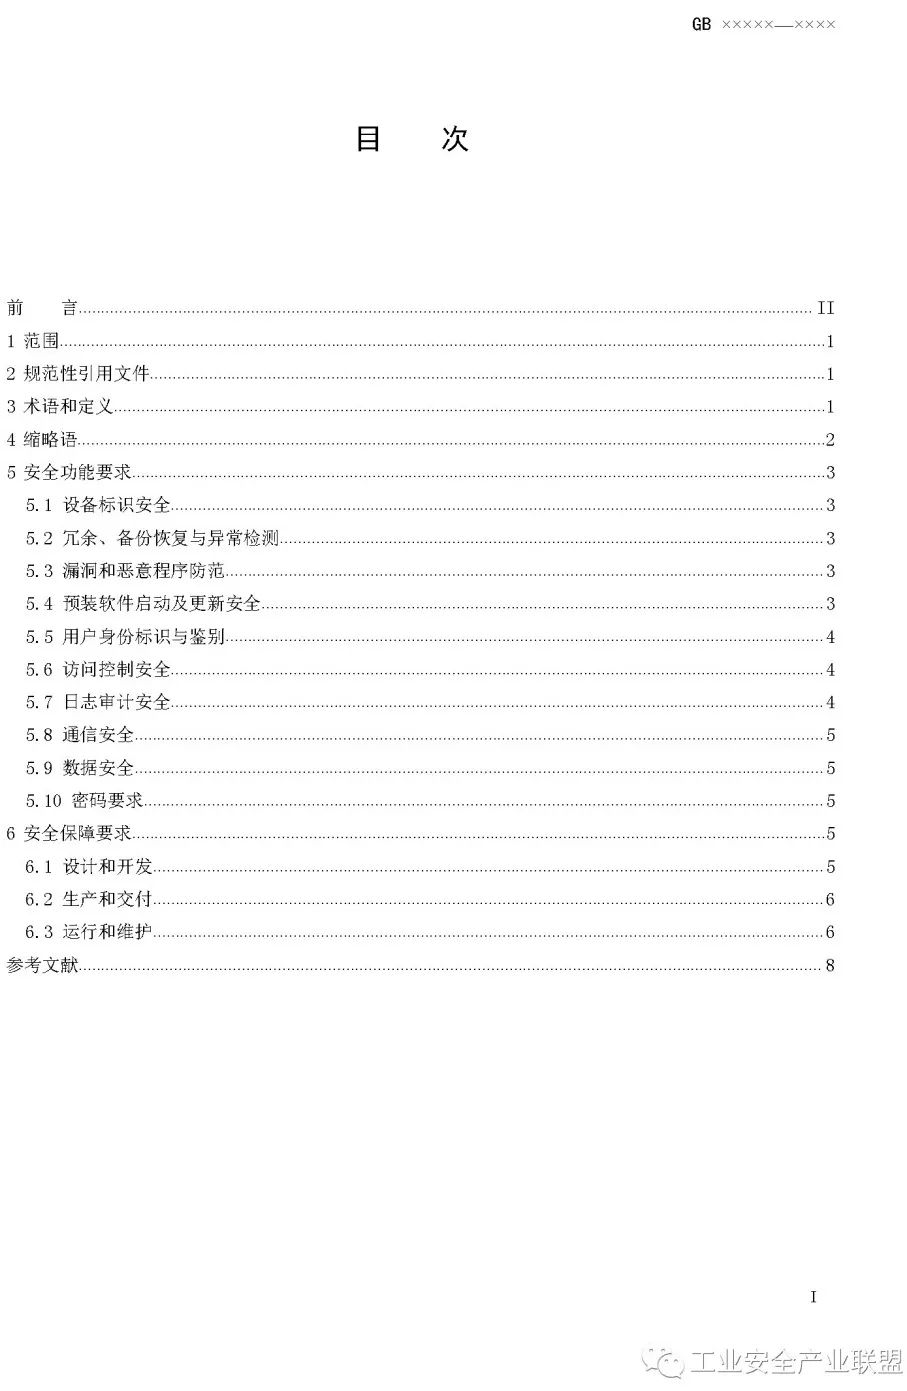 GB ×××××—××××
目 次
前 言........................ II
1 范围........................1
2 规范性引用文件........................1
3 术语和定义........................1
4 缩略语........................2
5 安全功能要求........................3
5.1 设备标识安全........................3
5.2 冗余、备份恢复与异常检测........................3
5.3 漏洞和恶意程序防范........................3
5.4 预装软件启动及更新安全........................3
5.5 用户身份标识与鉴别........................4
5.6 访问控制安全........................4
5.7 日志审计安全........................4
5.8 通信安全........................5
5.9 数据安全........................5
5.10 密码要求........................5
6 安全保障要求........................5
6.1 设计和开发........................5
6.2 生产和交付........................6
6.3 运行和维护........................6
参考文献........................8
I
工业安全产业联盟